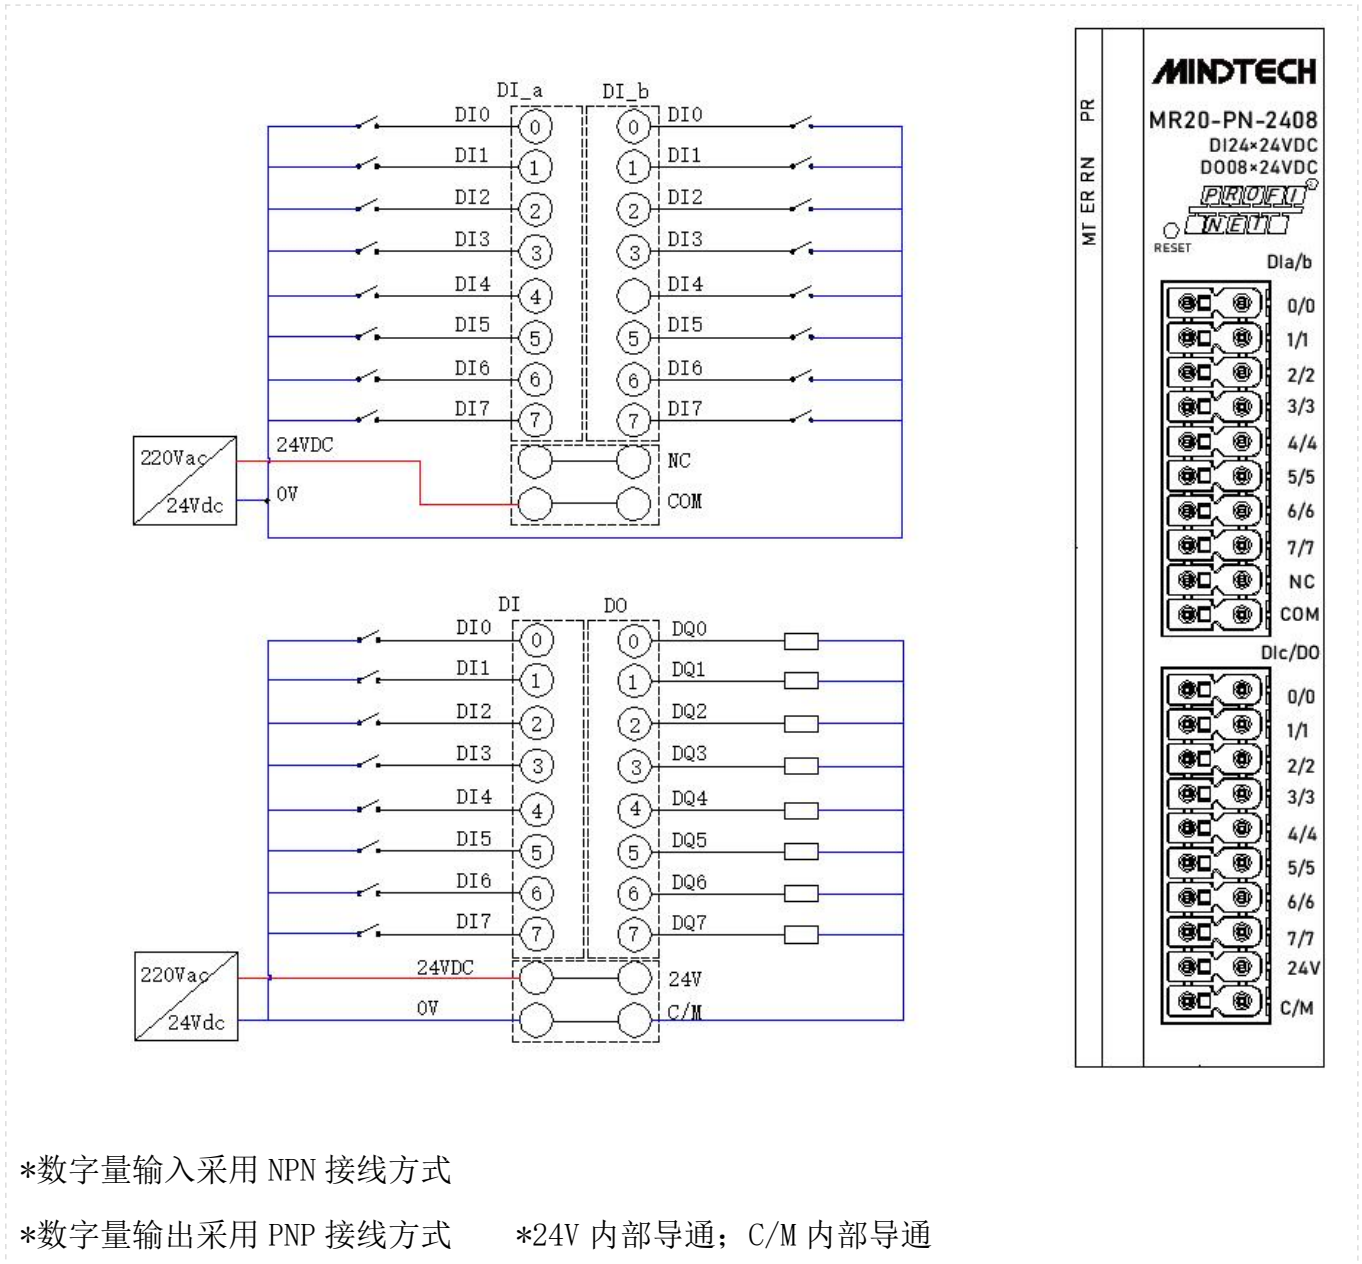 DI_a DI_b
DI0 0 0 DI0
DI1 1 1 DI1
DI2 2 2 DI2
DI3 3 3 DI3
DI4 4 DI4
DI5 5 5 DI5
DI6 6 6 DI6
DI7 7 7 DI7
220Vac
24Vdc
24VDC
0V
NC
COM
DI DO
DI0 0 0 DQ0
DI1 1 1 DQ1
DI2 2 2 DQ2
DI3 3 3 DQ3
DI4 4 4 DQ4
DI5 5 5 DQ5
DI6 6 6 DQ6
DI7 7 7 DQ7
220Vac
24Vdc
24VDC
0V
24V
C/M
PR
MT ER RN
MINDTECH
MR20-PN-2408
DI24×24VDC
DO08×24VDC
PROFI
NET
RESET
DIa/b
0/0
1/1
2/2
3/3
4/4
5/5
6/6
7/7
NC
COM
DIc/DO
0/0
1/1
2/2
3/3
4/4
5/5
6/6
7/7
24V
C/M
*数字量输入采用 NPN 接线方式
*数字量输出采用 PNP 接线方式 *24V 内部导通；C/M 内部导通